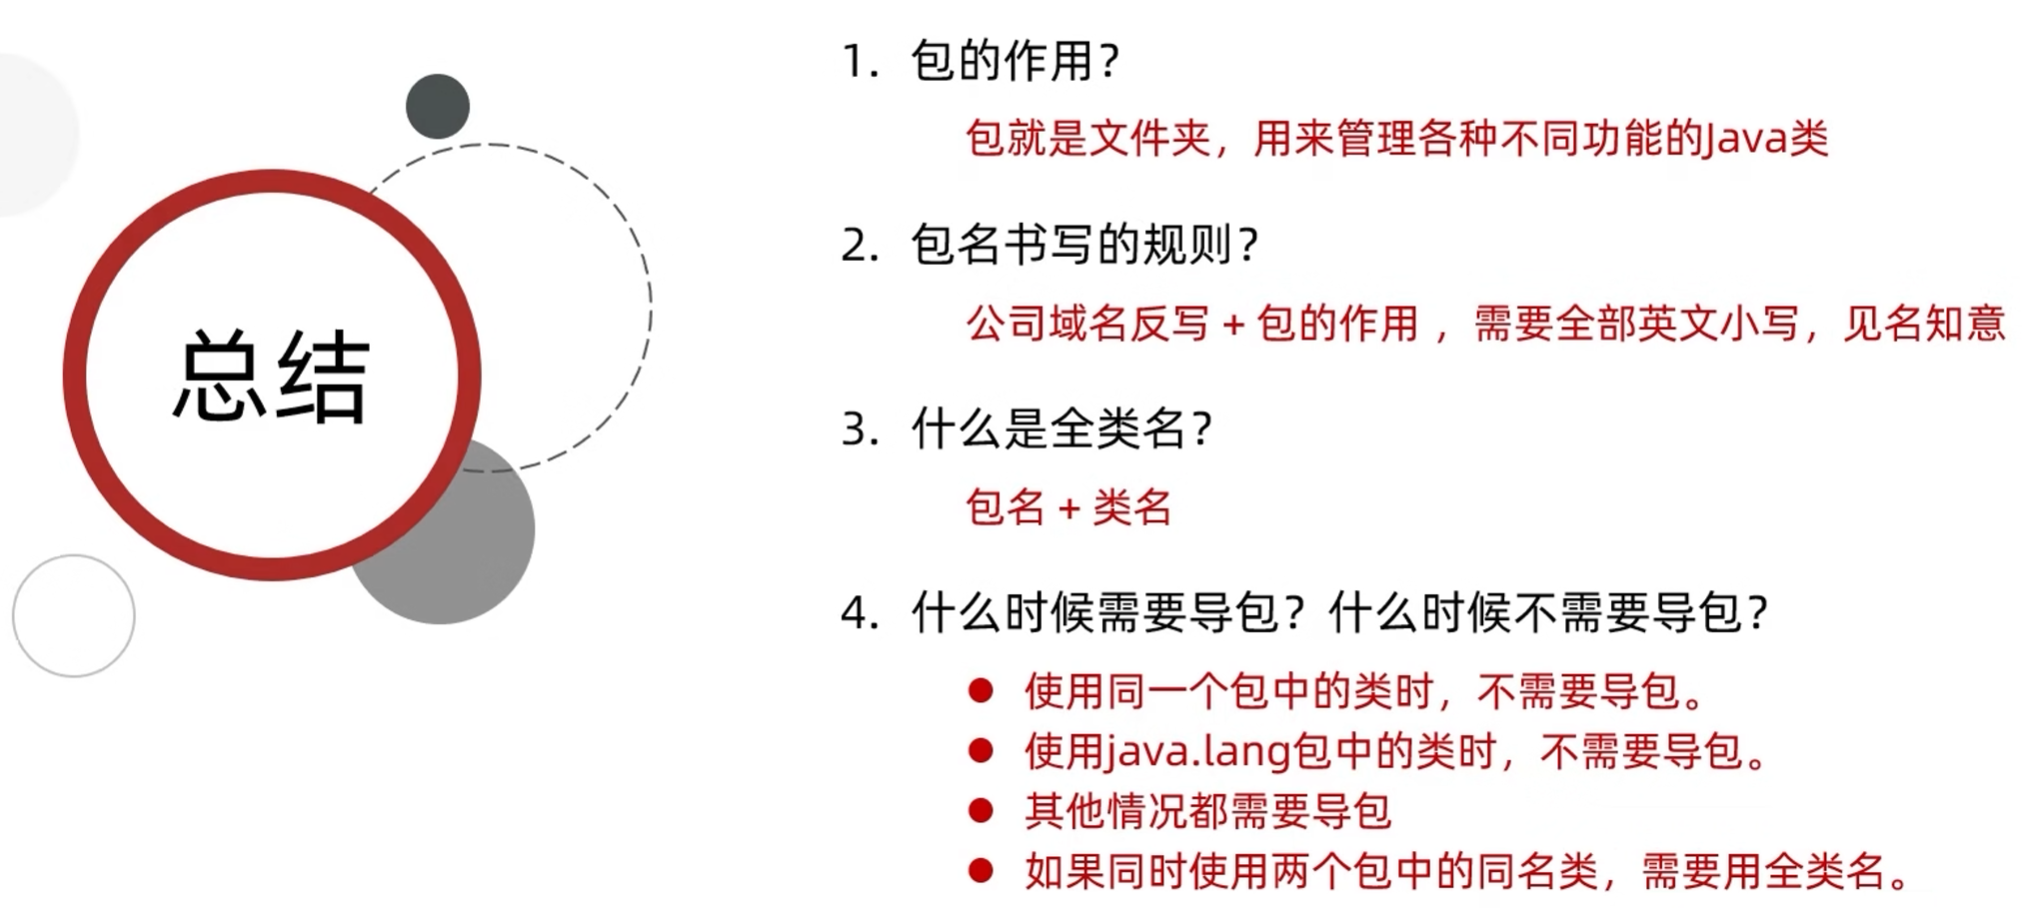 总结
1. 包的作用？
包就是文件夹，用来管理各种不同功能的Java类
2. 包名书写的规则？
公司域名反写 + 包的作用 ，需要全部英文小写，见名知意
3. 什么是全类名？
包名 + 类名
4. 什么时候需要导包？什么时候不需要导包？
● 使用同一个包中的类时，不需要导包。
● 使用java.lang包中的类时，不需要导包。
● 其他情况都需要导包
● 如果同时使用两个包中的同名类，需要用全类名。